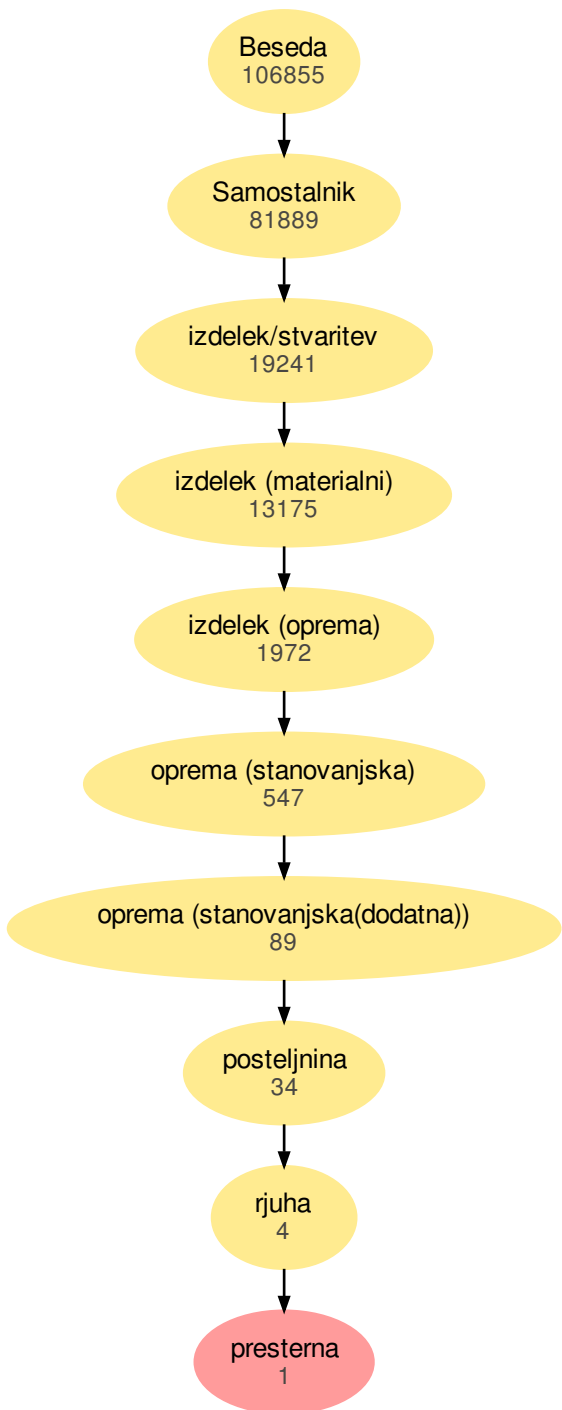 Beseda
106855
Samostalnik
81889
izdelek/stvaritev
19241
izdelek (materialni)
13175
izdelek (oprema)
1972
oprema (stanovanjska)
547
oprema (stanovanjska(dodatna))
89
posteljnina
34
rjuha
4
presterna
1